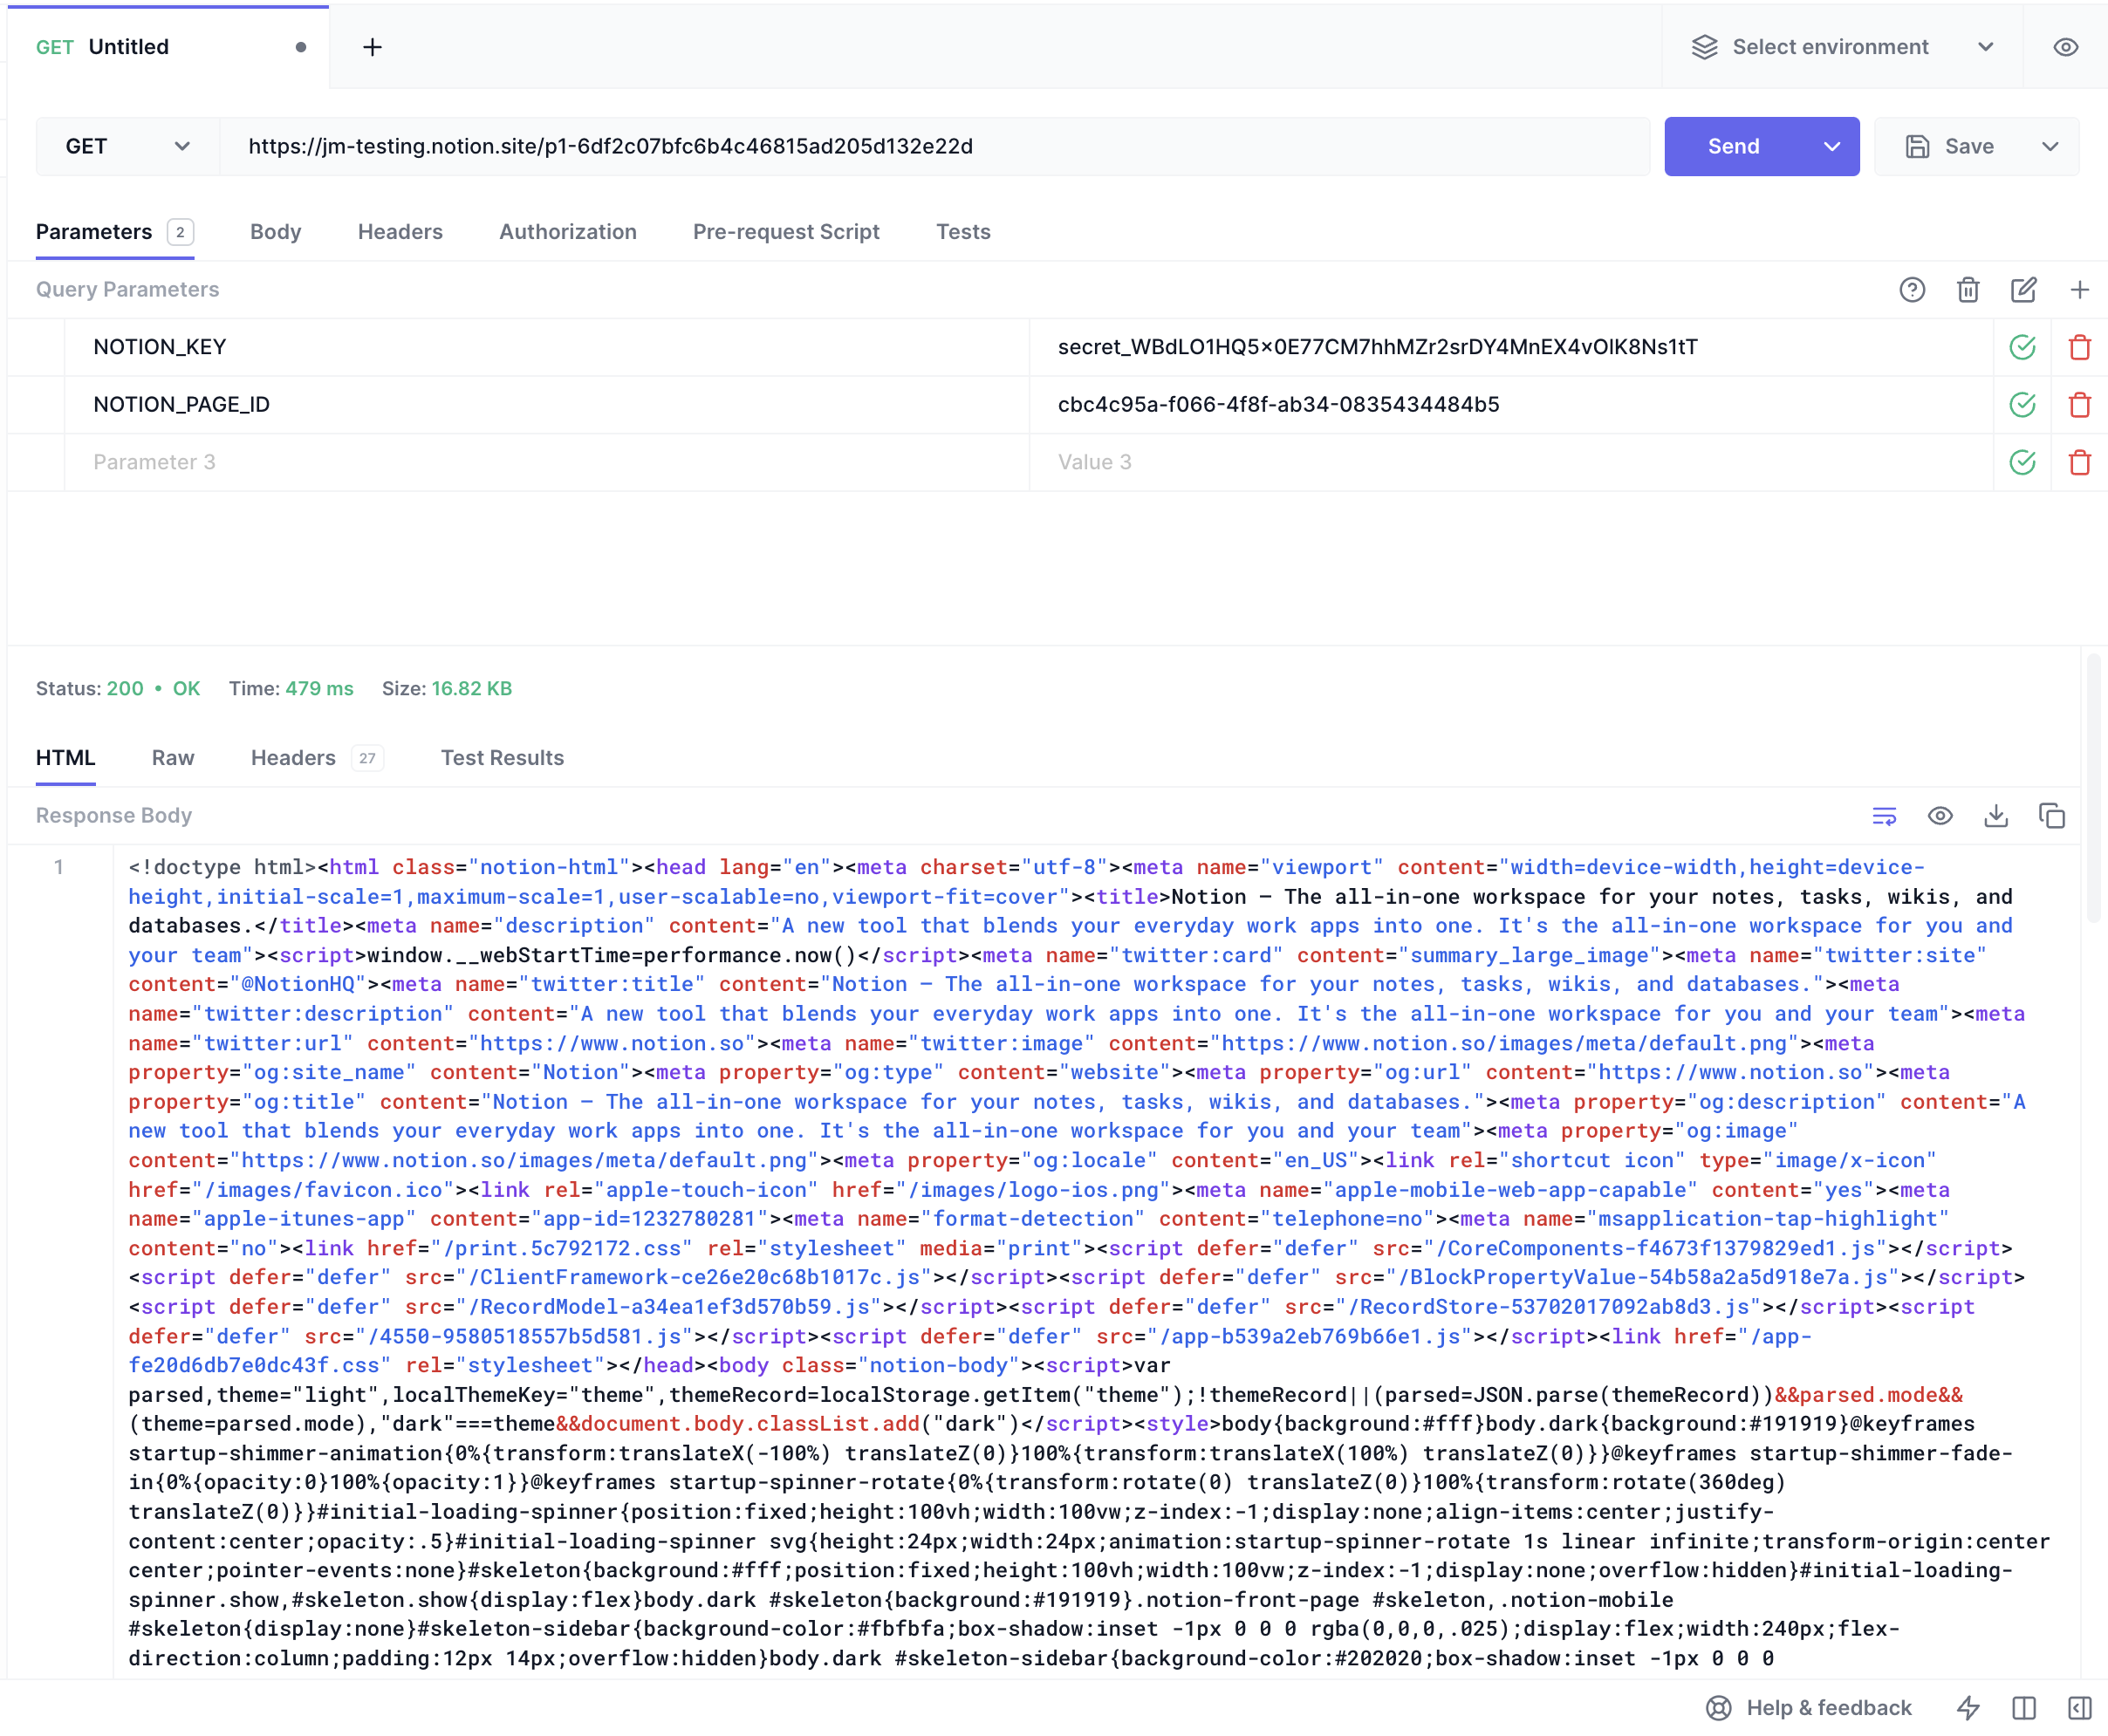 GET Untitled
Select environment
GET https://jm-testing.notion.site/p1-6df2c07bfc6b4c46815ad205d132e22d Send Save
Parameters 2 Body Headers Authorization Pre-request Script Tests
Query Parameters
NOTION_KEY secret_WBdLO1HQ5x0E77CM7hhMZr2srDY4MnEX4vOIK8Ns1tT
NOTION_PAGE_ID cbc4c95a-f066-4f8f-ab34-0835434484b5
Parameter 3 Value 3
Status: 200 • OK Time: 479 ms Size: 16.82 KB
HTML Raw Headers 27 Test Results
Response Body
1 <!doctype html><html class="notion-html"><head lang="en"><meta charset="utf-8"><meta name="viewport" content="width=device-width,height=device-
height,initial-scale=1,maximum-scale=1,user-scalable=no,viewport-fit=cover"><title>Notion – The all-in-one workspace for your notes, tasks, wikis, and
databases.</title><meta name="description" content="A new tool that blends your everyday work apps into one. It's the all-in-one workspace for you and
your team"><script>window.__webStartTime=performance.now()</script><meta name="twitter:card" content="summary_large_image"><meta name="twitter:site"
content="@NotionHQ"><meta name="twitter:title" content="Notion – The all-in-one workspace for your notes, tasks, wikis, and databases."><meta
name="twitter:description" content="A new tool that blends your everyday work apps into one. It's the all-in-one workspace for you and your team"><meta
name="twitter:url" content="https://www.notion.so"><meta name="twitter:image" content="https://www.notion.so/images/meta/default.png"><meta
property="og:site_name" content="Notion"><meta property="og:type" content="website"><meta property="og:url" content="https://www.notion.so"><meta
property="og:title" content="Notion – The all-in-one workspace for your notes, tasks, wikis, and databases."><meta property="og:description" content="A
new tool that blends your everyday work apps into one. It's the all-in-one workspace for you and your team"><meta property="og:image"
content="https://www.notion.so/images/meta/default.png"><meta property="og:locale" content="en_US"><link rel="shortcut icon" type="image/x-icon"
href="/images/favicon.ico"><link rel="apple-touch-icon" href="/images/logo-ios.png"><meta name="apple-mobile-web-app-capable" content="yes"><meta
name="apple-itunes-app" content="app-id=1232780281"><meta name="format-detection" content="telephone=no"><meta name="msapplication-tap-highlight"
content="no"><link href="/print.5c792172.css" rel="stylesheet" media="print"><script defer="defer" src="/CoreComponents-f4673f1379829ed1.js"></script>
<script defer="defer" src="/ClientFramework-ce26e20c68b1017c.js"></script><script defer="defer" src="/BlockPropertyValue-54b58a2a5d918e7a.js"></script>
<script defer="defer" src="/RecordModel-a34ea1ef3d570b59.js"></script><script defer="defer" src="/RecordStore-53702017092ab8d3.js"></script><script
defer="defer" src="/4550-9580518557b5d581.js"></script><script defer="defer" src="/app-b539a2eb769b66e1.js"></script><link href="/app-
fe20d6db7e0dc43f.css" rel="stylesheet"></head><body class="notion-body"><script>var
parsed,theme="light",localThemeKey="theme",themeRecord=localStorage.getItem("theme");!themeRecord||(parsed=JSON.parse(themeRecord))&&parsed.mode&&
(theme=parsed.mode),"dark"===theme&&document.body.classList.add("dark")</script><style>body{background:#fff}body.dark{background:#191919}@keyframes
startup-shimmer-animation{0%{transform:translateX(-100%) translateZ(0)}100%{transform:translateX(100%) translateZ(0)}}@keyframes startup-shimmer-fade-
in{0%{opacity:0}100%{opacity:1}}@keyframes startup-spinner-rotate{0%{transform:rotate(0) translateZ(0)}100%{transform:rotate(360deg)
translateZ(0)}}#initial-loading-spinner{position:fixed;height:100vh;width:100vw;z-index:-1;display:none;align-items:center;justify-
content:center;opacity:.5}#initial-loading-spinner svg{height:24px;width:24px;animation:startup-spinner-rotate 1s linear infinite;transform-origin:center
center;pointer-events:none}#skeleton{background:#fff;position:fixed;height:100vh;width:100vw;z-index:-1;display:none;overflow:hidden}#initial-loading-
spinner.show,#skeleton.show{display:flex}body.dark #skeleton{background:#191919}.notion-front-page #skeleton,.notion-mobile
#skeleton{display:none}#skeleton-sidebar{background-color:#fbfbfa;box-shadow:inset -1px 0 0 0 rgba(0,0,0,.025);display:flex;width:240px;flex-
direction:column;padding:12px 14px;overflow:hidden}body.dark #skeleton-sidebar{background-color:#202020;box-shadow:inset -1px 0 0 0
Help & feedback